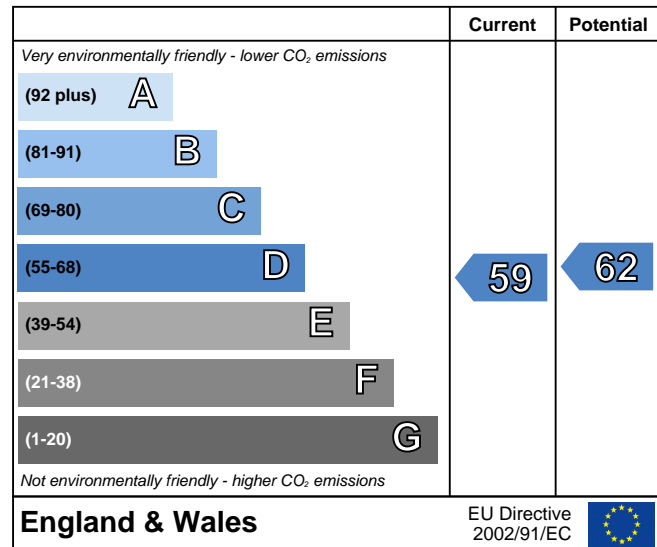 Current Potential
Very environmentally friendly - lower CO₂ emissions
(92 plus) A
(81-91) B
(69-80) C
(55-68) D
59 62
(39-54) E
(21-38) F
(1-20) G
Not environmentally friendly - higher CO₂ emissions
England & Wales
EU Directive
2002/91/EC